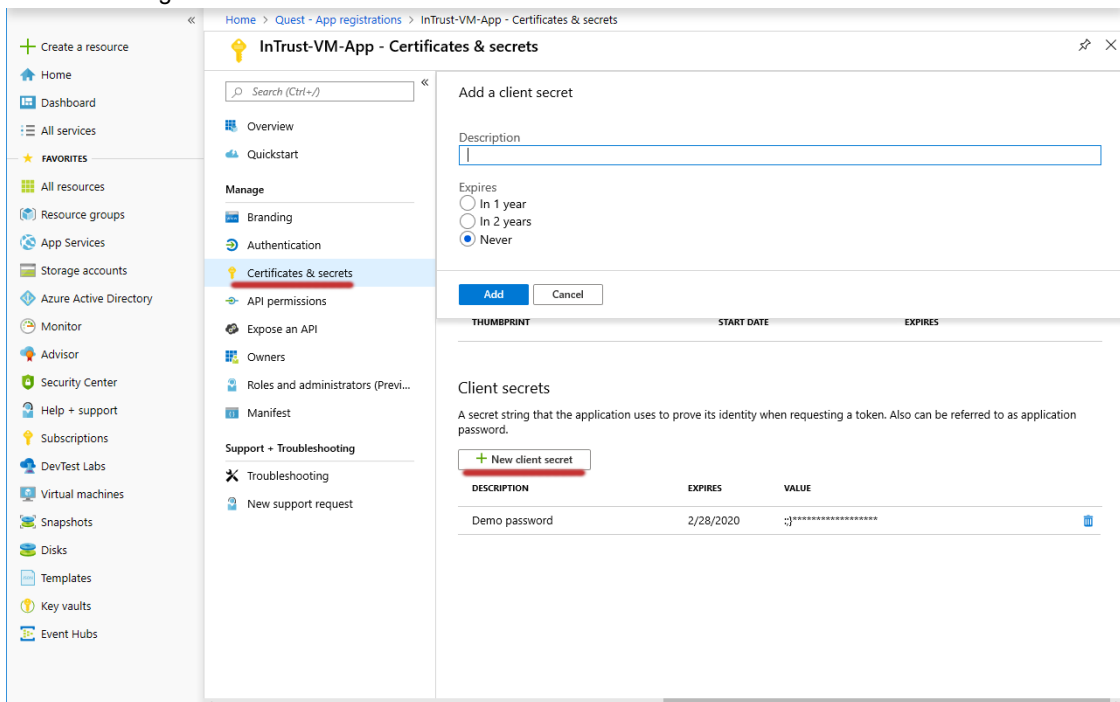 «
Home > Quest - App registrations > InTrust-VM-App - Certificates & secrets
Create a resource
Home
Dashboard
All services
FAVORITES
All resources
Resource groups
App Services
Storage accounts
Azure Active Directory
Monitor
Advisor
Security Center
Help + support
Subscriptions
DevTest Labs
Virtual machines
Snapshots
Disks
Templates
Key vaults
Event Hubs
InTrust-VM-App - Certificates & secrets
Search (Ctrl+/)
«
Overview
Quickstart
Manage
Branding
Authentication
Certificates & secrets
API permissions
Expose an API
Owners
Roles and administrators (Previ...
Manifest
Support + Troubleshooting
Troubleshooting
New support request
Add a client secret
Description
Expires
In 1 year
In 2 years
Never
Add Cancel
THUMBPRINT START DATE EXPIRES
Client secrets
A secret string that the application uses to prove its identity when requesting a token. Also can be referred to as application
password.
+ New client secret
DESCRIPTION EXPIRES VALUE
Demo password 2/28/2020 :;}******************